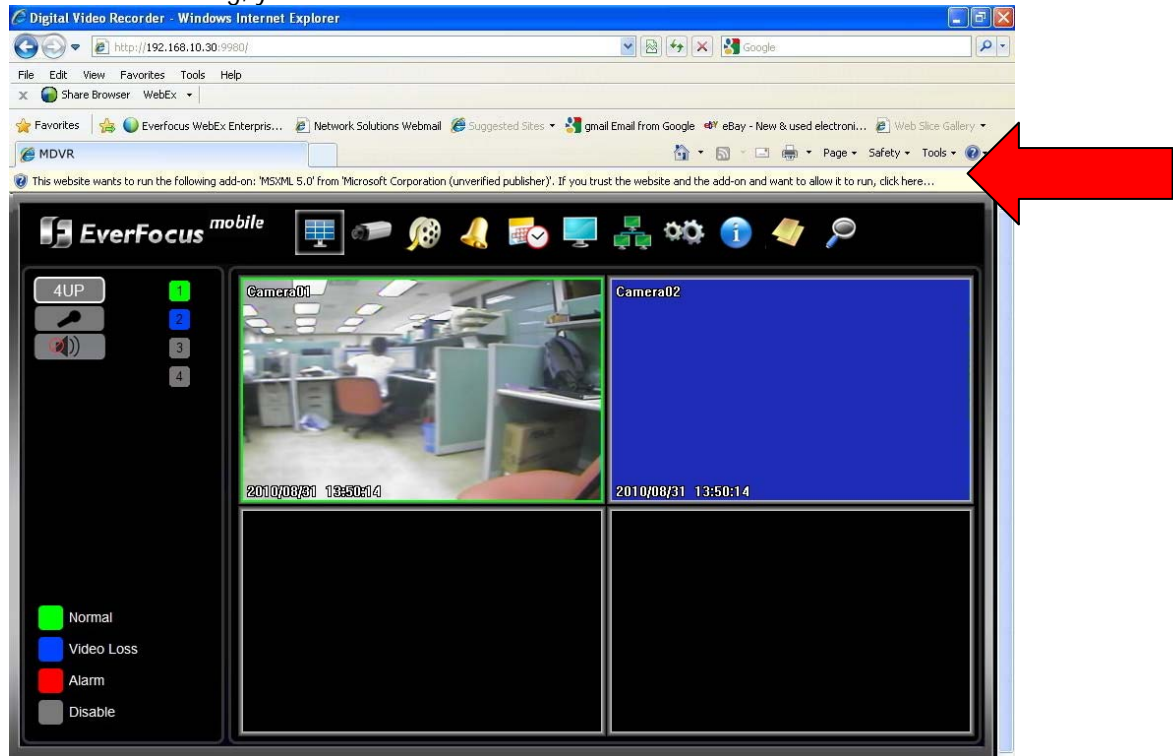 Digital Video Recorder - Windows Internet Explorer
http://192.168.10.30:9980/
Google
File Edit View Favorites Tools Help
x Share Browser WebEx
Favorites Everfocus WebEx Enterpris... Network Solutions Webmail Suggested Sites gmail Email from Google eBay - New & used electroni... Web Slice Gallery
MDVR Page Safety Tools
This website wants to run the following add-on: 'MSXML 5.0' from 'Microsoft Corporation (unverified publisher)'. If you trust the website and the add-on and want to allow it to run, click here...
EverFocus mobile
4UP 1
2
3
4
Camera01 Camera02
2010/08/31 13:50:14 2010/08/31 13:50:14
Normal
Video Loss
Alarm
Disable